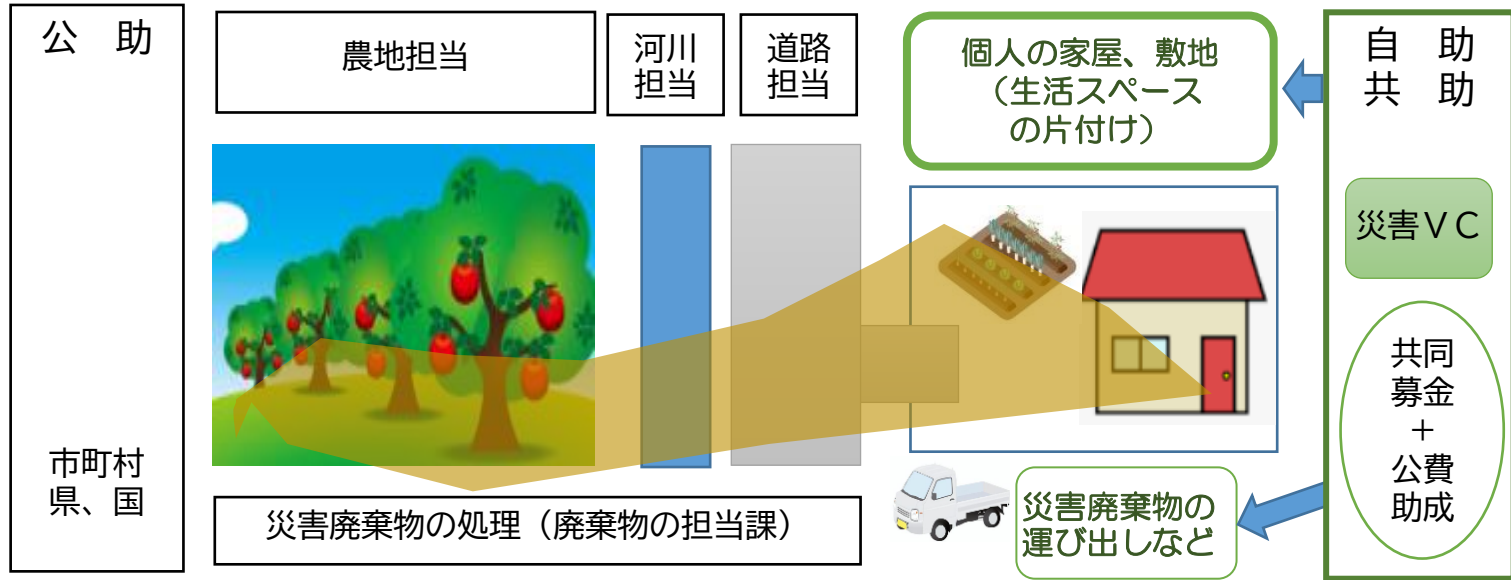 公　助
市町村
県、国
農地担当
河川
担当
道路
担当
個人の家屋、敷地
（生活スペース
の片付け）
自　助
共　助
災害ＶＣ
共同
募金
＋
公費
助成
災害廃棄物の処理（廃棄物の担当課）
災害廃棄物の
運び出しなど